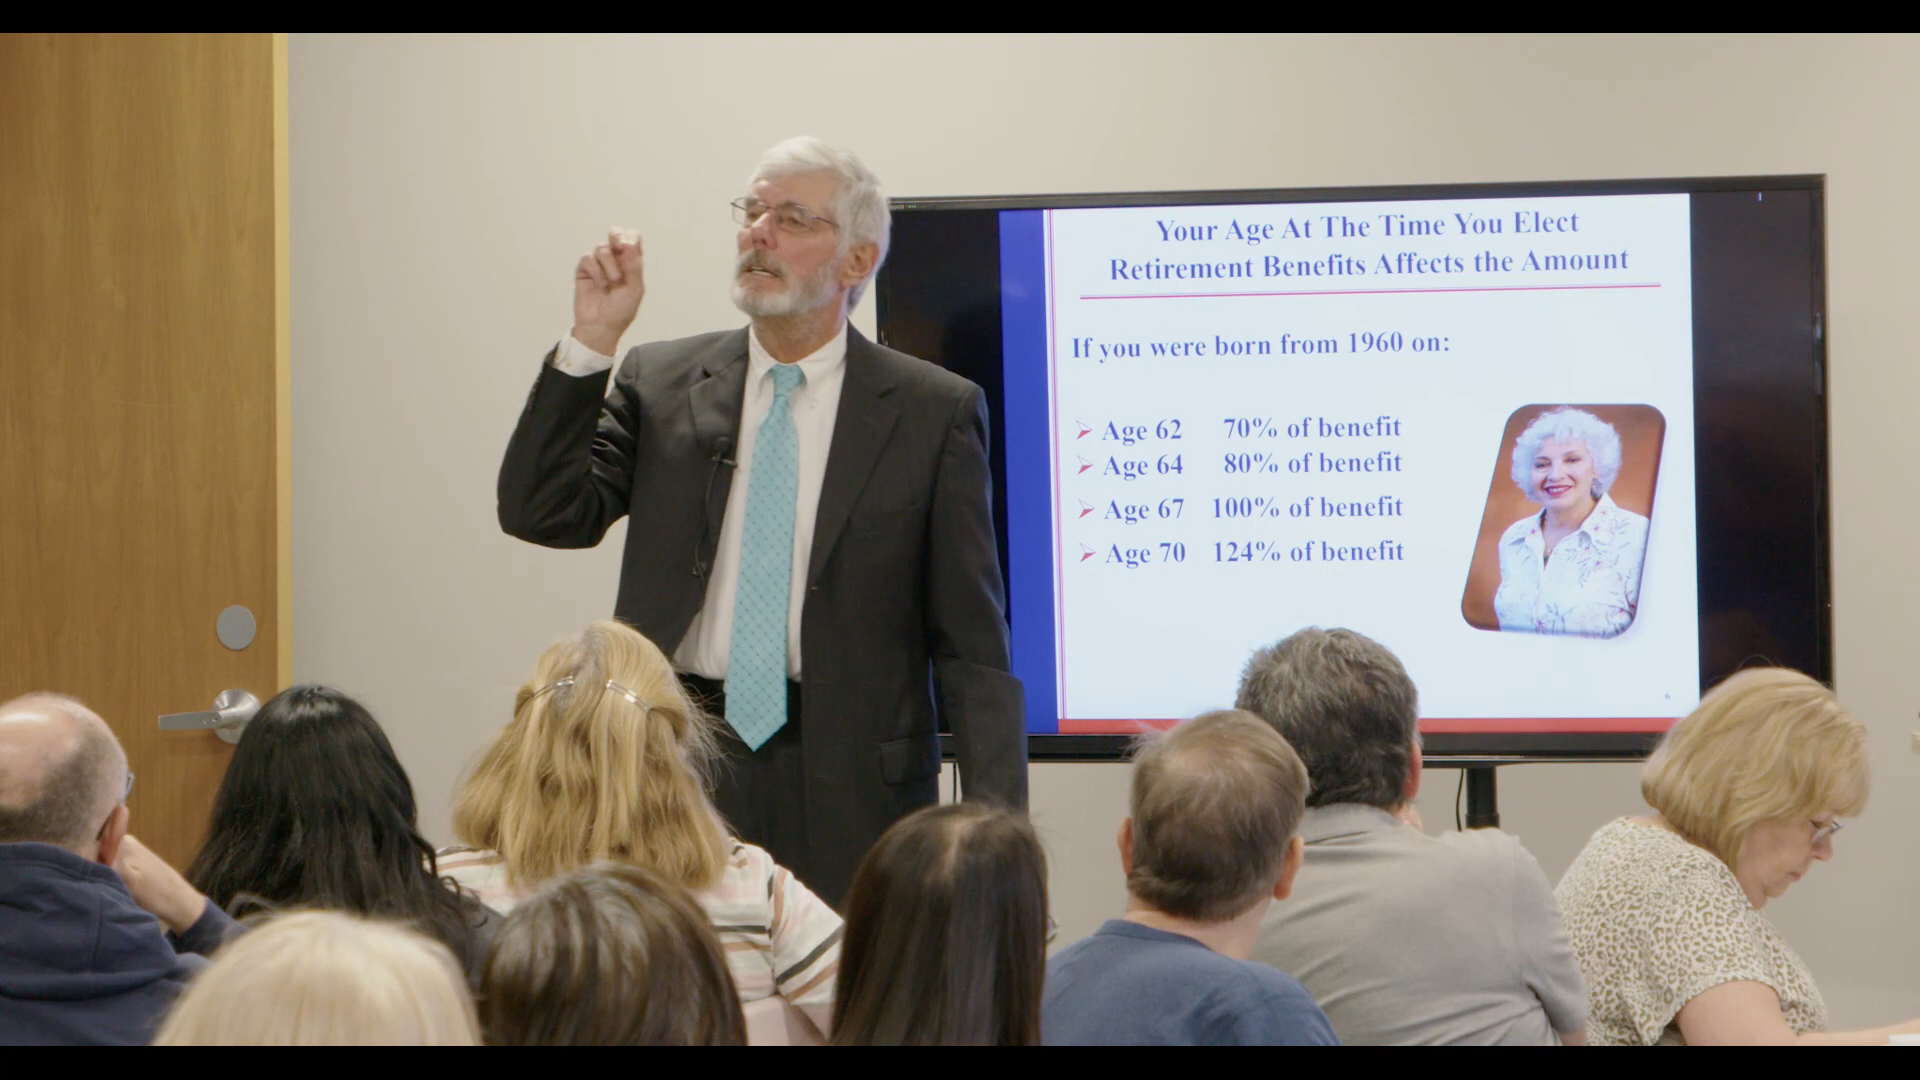 Your Age At The Time You Elect
Retirement Benefits Affects the Amount
If you were born from 1960 on:
Age 62 70% of benefit
Age 64 80% of benefit
Age 67 100% of benefit
Age 70 124% of benefit
6